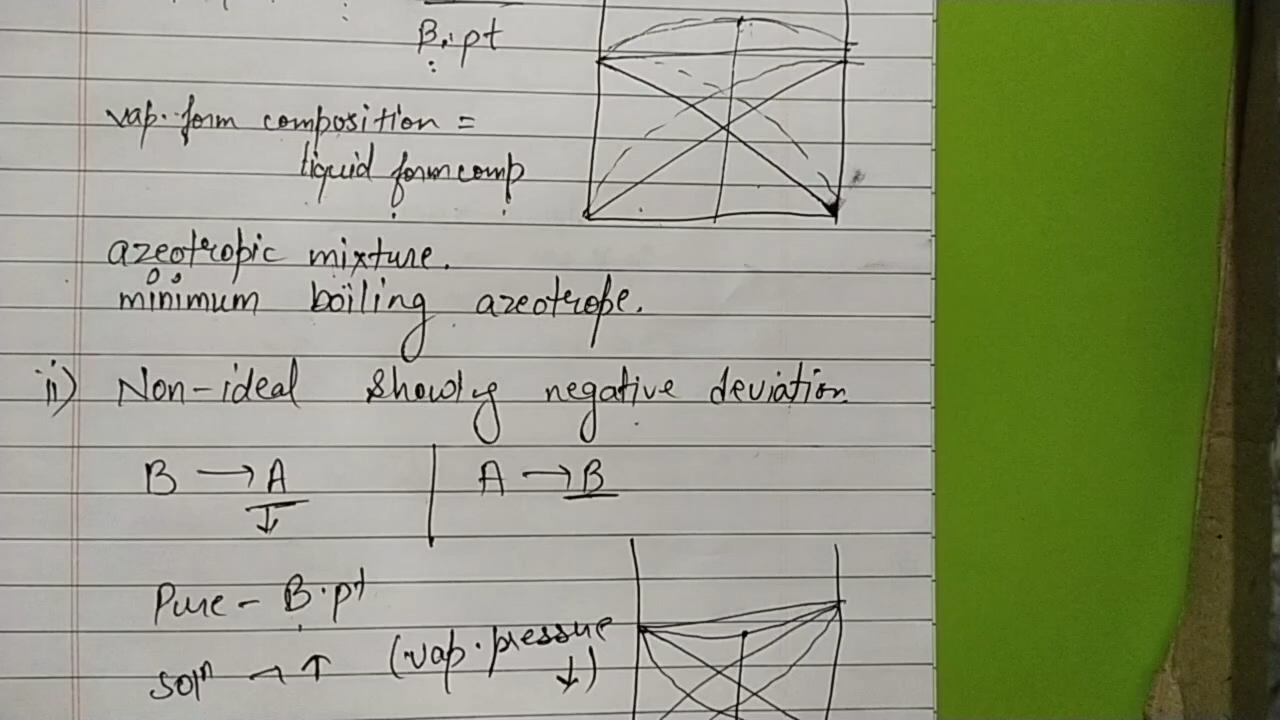 B.pt
vap. form composition =
liquid form comp
azeotropic mixture.
minimum boiling azeotrope.
ii) Non-ideal showing negative deviation
B → A | A → B
↓
Pure - B.pt
solⁿ → ↑ (vap. pressure ↓)